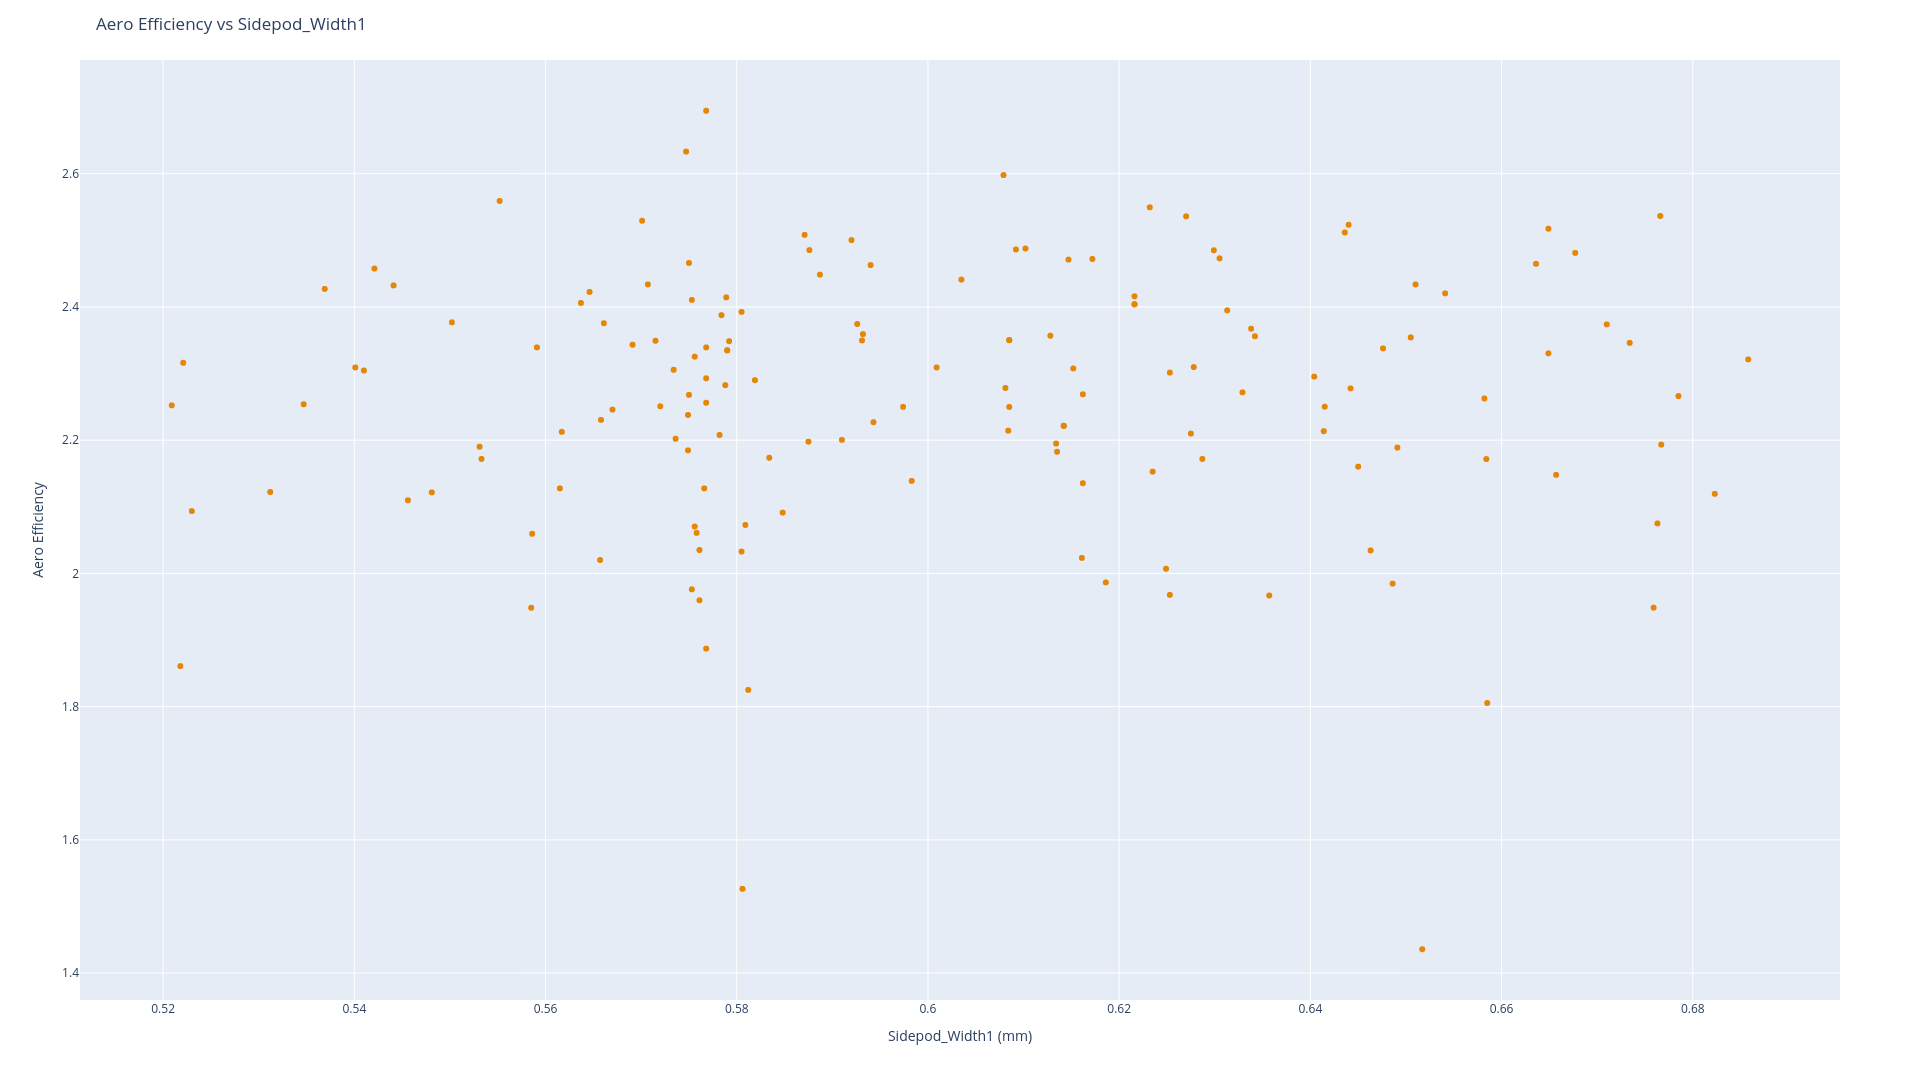 Aero Efficiency vs Sidepod_Width1
Aero Efficiency
2.6
2.4
2.2
2
1.8
1.6
1.4
0.52 0.54 0.56 0.58 0.6 0.62 0.64 0.66 0.68
Sidepod_Width1 (mm)